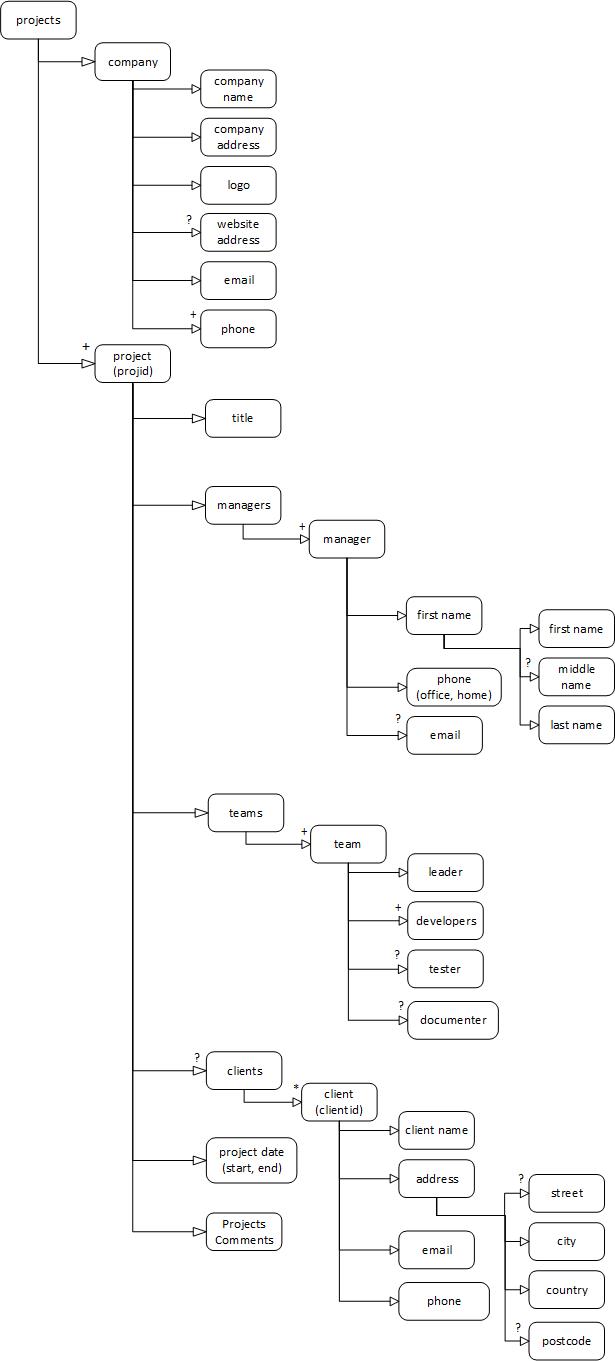 projects
company
company
name
company
address
logo
?
website
address
email
+
phone
+
project
(projid)
title
managers
+
manager
first name
first name
?
middle
name
last name
phone
(office, home)
?
email
teams
+
team
leader
+
developers
?
tester
?
documenter
?
clients
*
client
(clientid)
client name
project date
(start, end)
address
?
street
Projects
Comments
city
email
country
phone
?
postcode